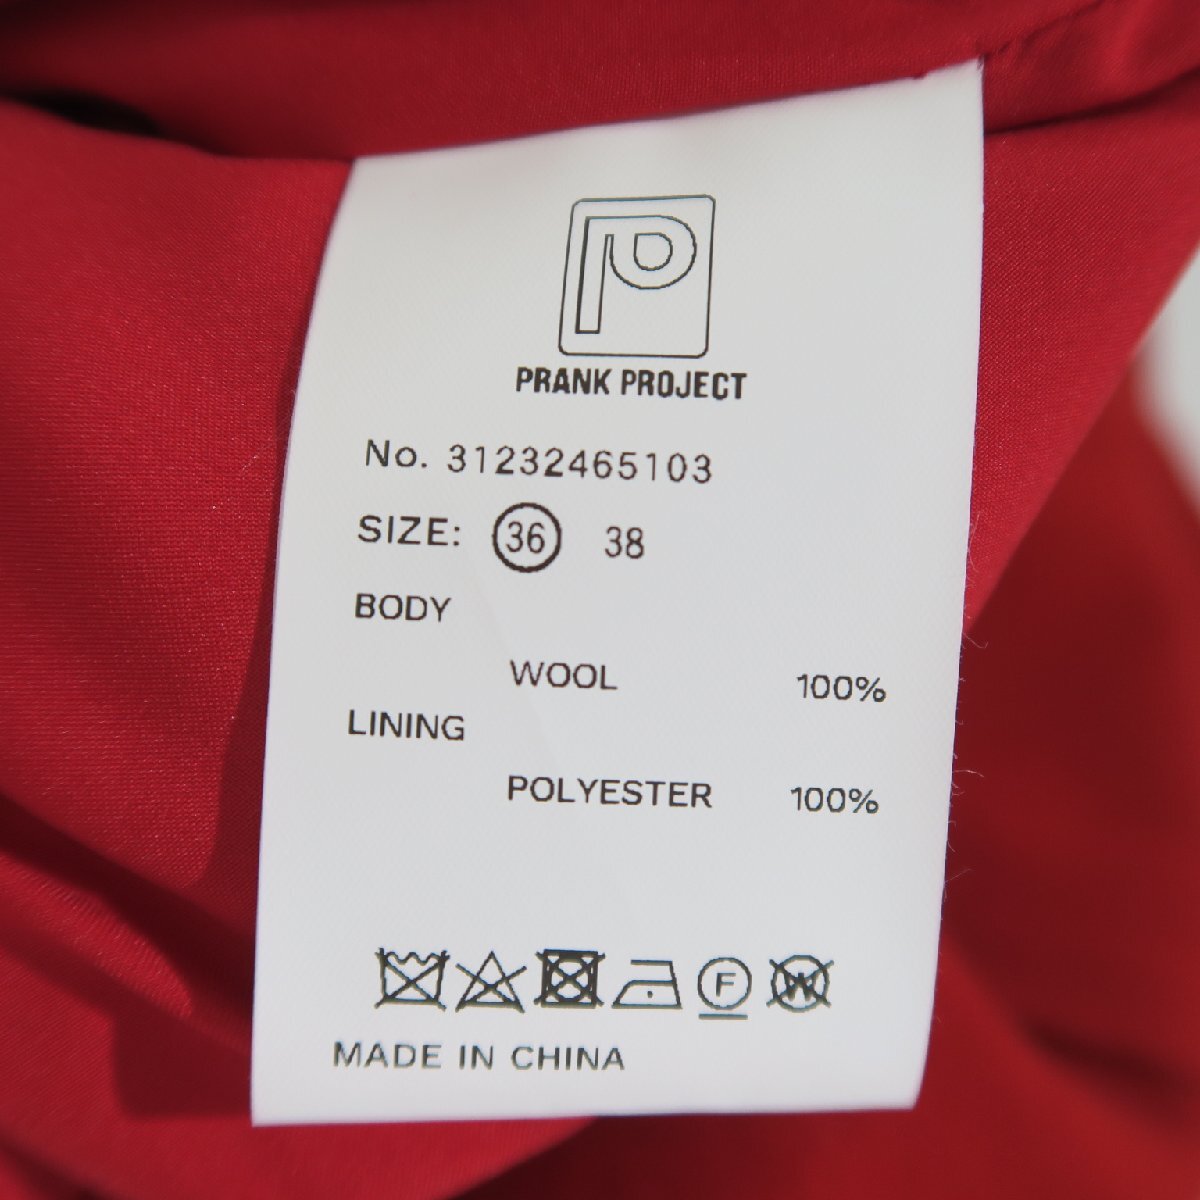 P
PRANK PROJECT
No. 31232465103
SIZE: 36 38
BODY
WOOL 100%
LINING
POLYESTER 100%
F W
MADE IN CHINA